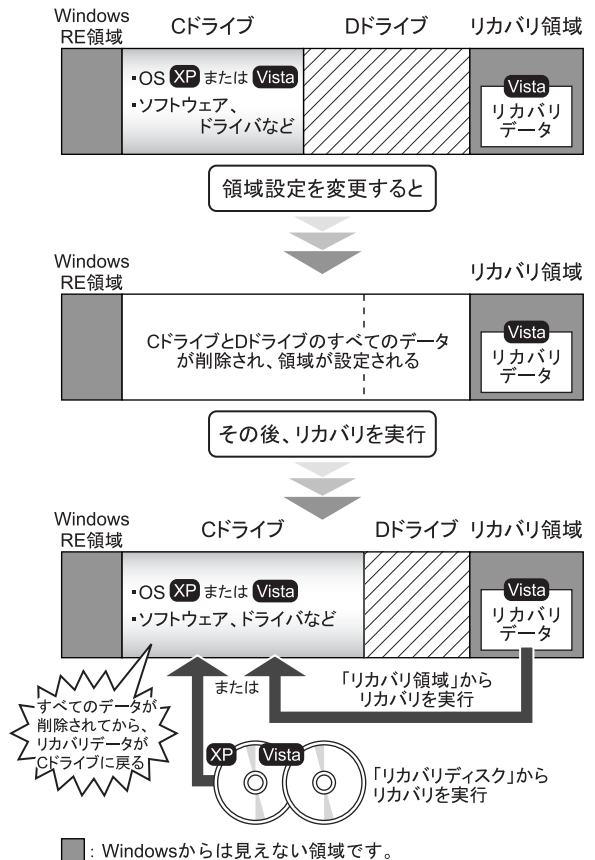 Windows
RE領域
Cドライブ
Dドライブ
リカバリ領域
・OS XP または Vista
・ソフトウェア、
ドライバなど
Vista
リカバリ
データ
領域設定を変更すると
Windows
RE領域
リカバリ領域
CドライブとDドライブのすべてのデータ
が削除され、領域が設定される
Vista
リカバリ
データ
その後、リカバリを実行
Windows
RE領域
Cドライブ
Dドライブ
リカバリ領域
・OS XP または Vista
・ソフトウェア、ドライバなど
Vista
リカバリ
データ
すべてのデータが
削除されてから、
リカバリデータが
Cドライブに戻る
または
「リカバリ領域」から
リカバリを実行
XP
Vista
「リカバリディスク」から
リカバリを実行
：Windowsからは見えない領域です。